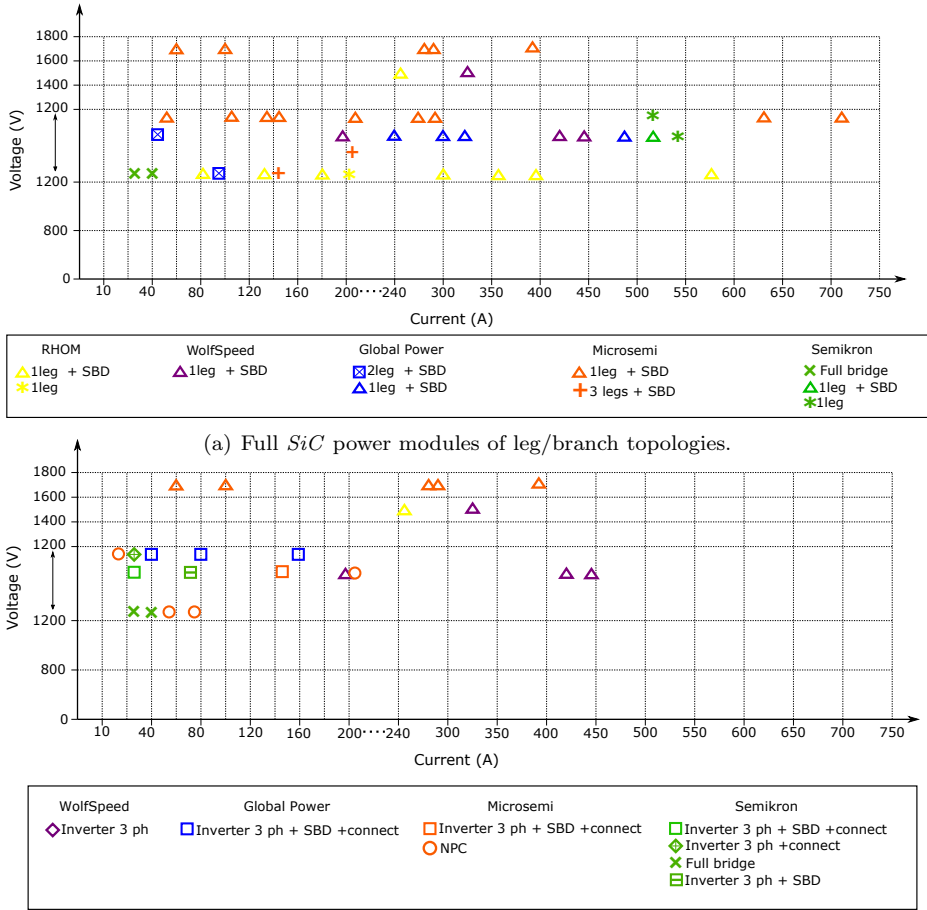 1800
1600
1400
1200
1200
800
0
Voltage (V)
10 40 80 120 160 200 ···· 240 300 350 400 450 500 550 600 650 700 750
Current (A)
RHOM
1leg + SBD
1leg
WolfSpeed
1leg + SBD
Global Power
2leg + SBD
1leg + SBD
Microsemi
1leg + SBD
3 legs + SBD
Semikron
Full bridge
1leg + SBD
1leg
(a) Full SiC power modules of leg/branch topologies.
1800
1600
1400
1200
1200
800
0
Voltage (V)
10 40 80 120 160 200 ···· 240 300 350 400 450 500 550 600 650 700 750
Current (A)
WolfSpeed
Inverter 3 ph
Global Power
Inverter 3 ph + SBD +connect
Microsemi
Inverter 3 ph + SBD +connect
NPC
Semikron
Inverter 3 ph + SBD +connect
Inverter 3 ph +connect
Full bridge
Inverter 3 ph + SBD